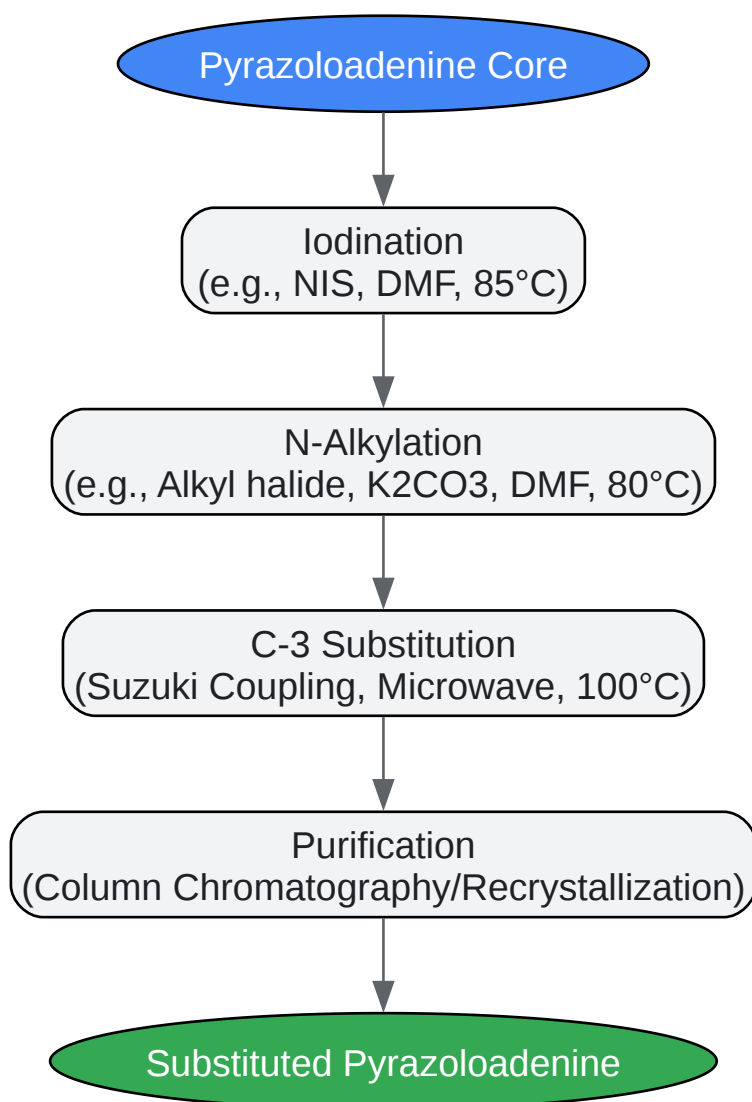 Pyrazoloadenine Core
Iodination
(e.g., NIS, DMF, 85°C)
N-Alkylation
(e.g., Alkyl halide, K2CO3, DMF, 80°C)
C-3 Substitution
(Suzuki Coupling, Microwave, 100°C)
Purification
(Column Chromatography/Recrystallization)
Substituted Pyrazoloadenine